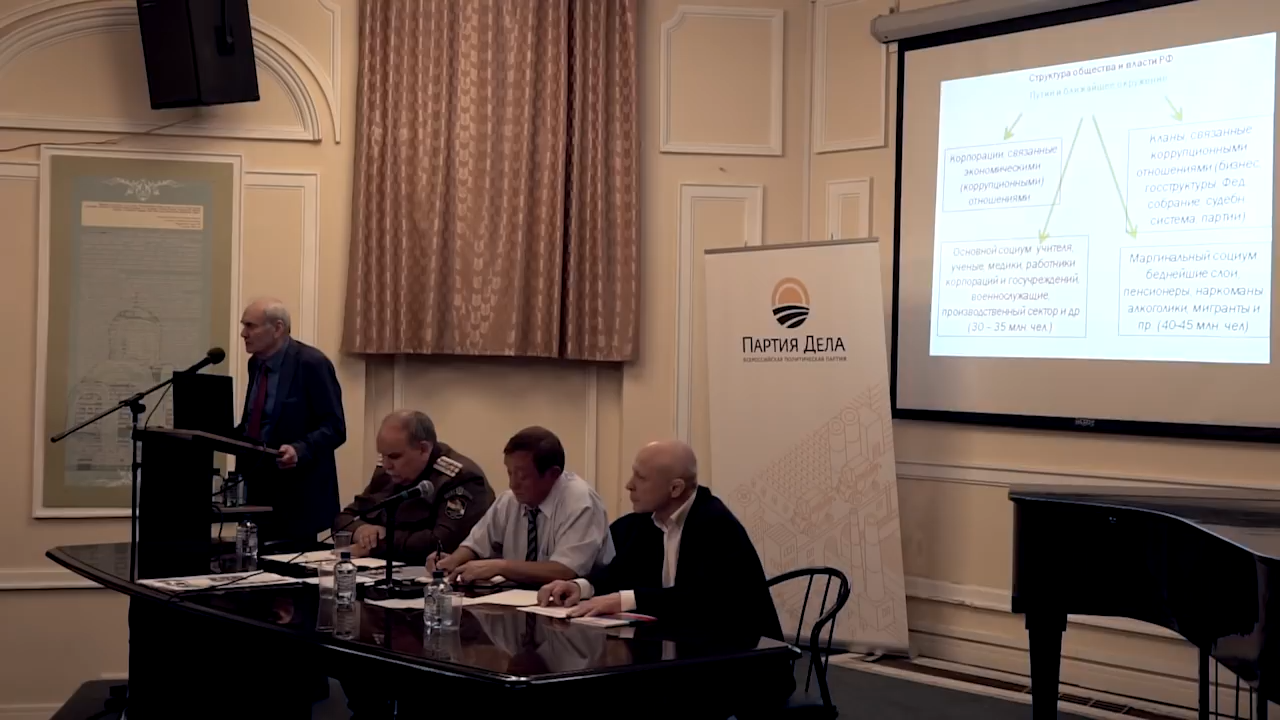 Структура общества и власти РФ
Путин и ближайшее окружение
Корпорации, связанные
экономическими
(коррупционными)
отношениями
Кланы, связанные
коррупционными
отношениями (бизнес,
госструктуры, Фед.
собрание, судебн.
система, партии)
Основной социум: учителя,
ученые, медики, работники
корпораций и госучреждений,
военнослужащие,
производственный сектор и др.
(30 – 35 млн. чел.)
Маргинальный социум:
беднейшие слои,
пенсионеры, наркоманы,
алкоголики, мигранты и
пр. (40-45 млн. чел)
ПАРТИЯ ДЕЛА
ВСЕРОССИЙСКАЯ ПОЛИТИЧЕСКАЯ ПАРТИЯ